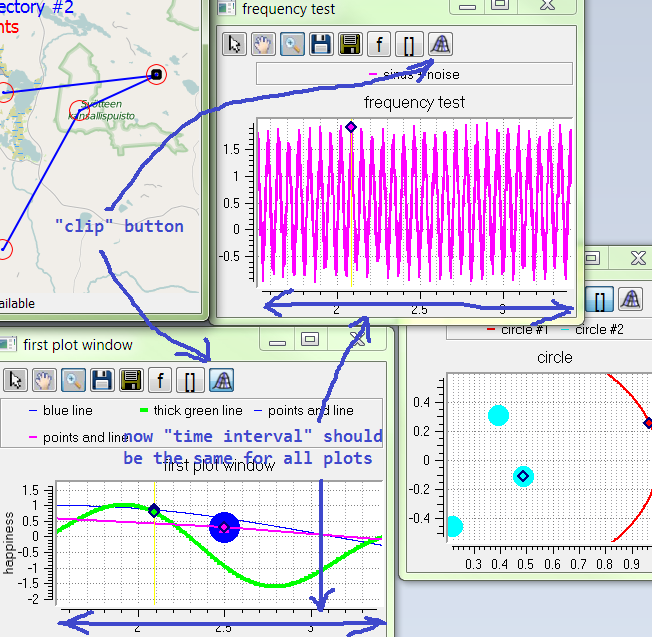 ectory #2
nts
Syötteen
kansallispuisto
ailable
frequency test
f
[]
sinus + noise
frequency test
1.5
1
0.5
0
-0.5
2
2.5
3
"clip" button
first plot window
f
[]
blue line
thick green line
points and line
points and line
now "time interval" should
be the same for all plots
first plot window
happiness
1.5
1
0.5
0
-0.5
-1
-1.5
-2
2
2.5
3
[]
circle #1
circle #2
circle
0.4
0.2
0
-0.2
-0.4
0.3
0.4
0.5
0.6
0.7
0.8
0.9